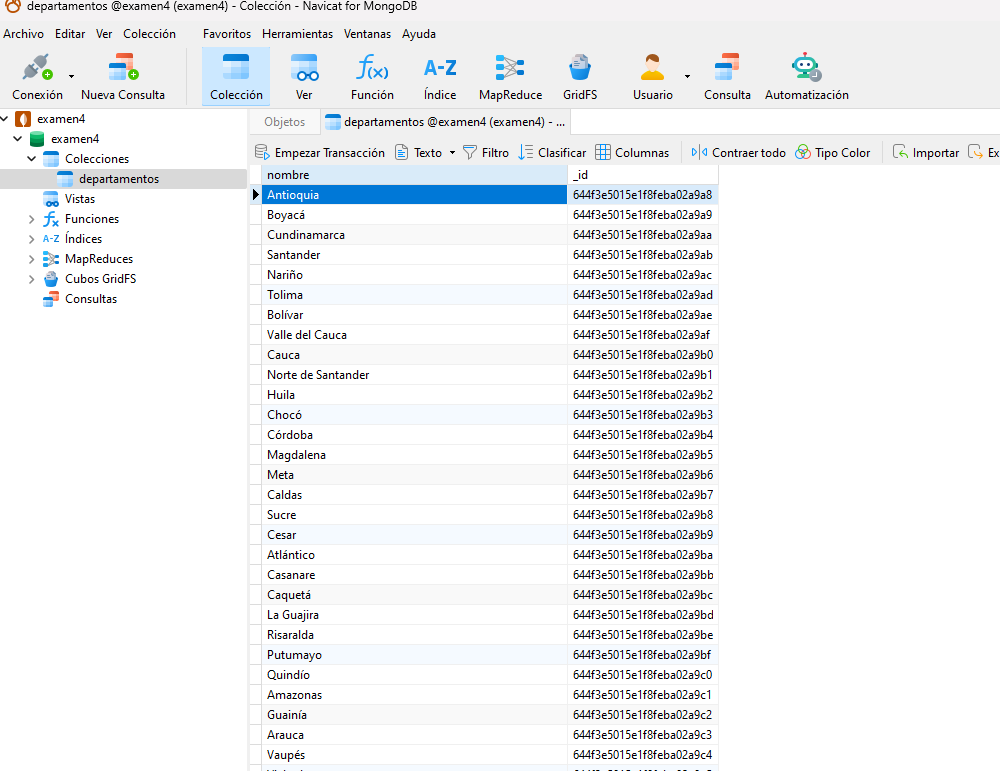 departamentos @examen4 (examen4) - Colección - Navicat for MongoDB
Archivo Editar Ver Colección Favoritos Herramientas Ventanas Ayuda
Conexión Nueva Consulta Colección Ver Función Índice MapReduce GridFS Usuario Consulta Automatización
f(x) A-Z
examen4
examen4
Colecciones
departamentos
Vistas
Funciones
A-Z Índices
MapReduces
Cubos GridFS
Consultas
Objetos departamentos @examen4 (examen4) - ...
Empezar Transacción Texto Filtro Clasificar Columnas Contraer todo Tipo Color Importar Ex
nombre _id
Antioquia 644f3e5015e1f8feba02a9a8
Boyacá 644f3e5015e1f8feba02a9a9
Cundinamarca 644f3e5015e1f8feba02a9aa
Santander 644f3e5015e1f8feba02a9ab
Nariño 644f3e5015e1f8feba02a9ac
Tolima 644f3e5015e1f8feba02a9ad
Bolívar 644f3e5015e1f8feba02a9ae
Valle del Cauca 644f3e5015e1f8feba02a9af
Cauca 644f3e5015e1f8feba02a9b0
Norte de Santander 644f3e5015e1f8feba02a9b1
Huila 644f3e5015e1f8feba02a9b2
Chocó 644f3e5015e1f8feba02a9b3
Córdoba 644f3e5015e1f8feba02a9b4
Magdalena 644f3e5015e1f8feba02a9b5
Meta 644f3e5015e1f8feba02a9b6
Caldas 644f3e5015e1f8feba02a9b7
Sucre 644f3e5015e1f8feba02a9b8
Cesar 644f3e5015e1f8feba02a9b9
Atlántico 644f3e5015e1f8feba02a9ba
Casanare 644f3e5015e1f8feba02a9bb
Caquetá 644f3e5015e1f8feba02a9bc
La Guajira 644f3e5015e1f8feba02a9bd
Risaralda 644f3e5015e1f8feba02a9be
Putumayo 644f3e5015e1f8feba02a9bf
Quindío 644f3e5015e1f8feba02a9c0
Amazonas 644f3e5015e1f8feba02a9c1
Guainía 644f3e5015e1f8feba02a9c2
Arauca 644f3e5015e1f8feba02a9c3
Vaupés 644f3e5015e1f8feba02a9c4